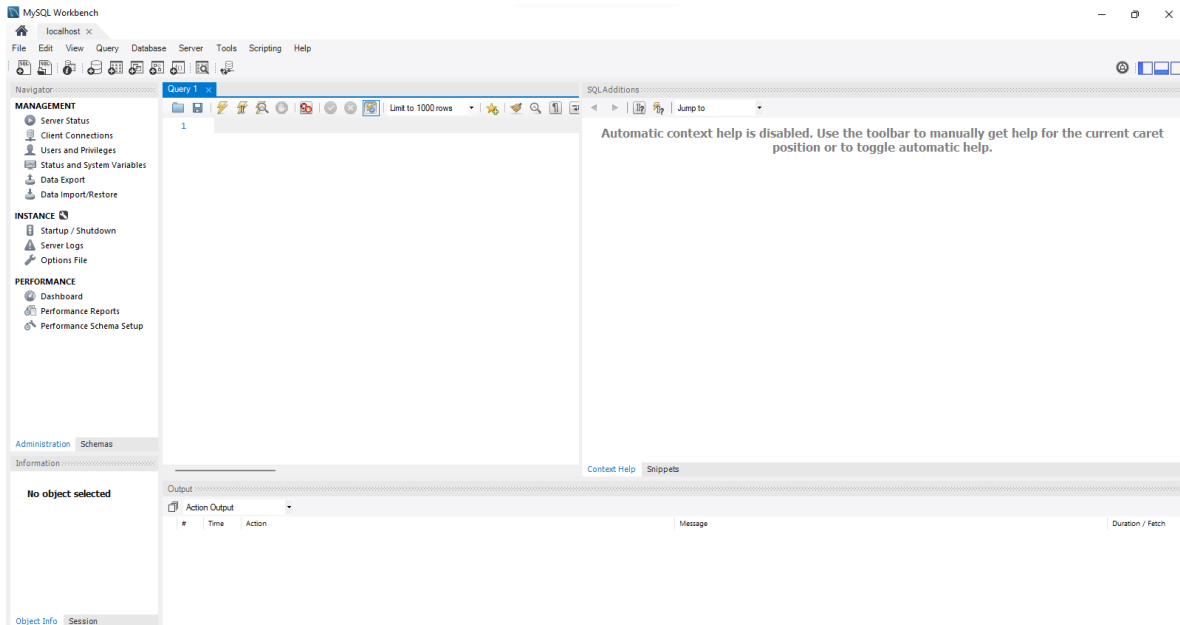 MySQL Workbench
localhost
File Edit View Query Database Server Tools Scripting Help
Navigator
MANAGEMENT
Server Status
Client Connections
Users and Privileges
Status and System Variables
Data Export
Data Import/Restore
INSTANCE
Startup / Shutdown
Server Logs
Options File
PERFORMANCE
Dashboard
Performance Reports
Performance Schema Setup
Administration Schemas
Information
No object selected
Object Info Session
Query 1
Limit to 1000 rows
1
SQLAdditions
Jump to
Automatic context help is disabled. Use the toolbar to manually get help for the current caret
position or to toggle automatic help.
Context Help Snippets
Output
Action Output
# Time Action Message Duration / Fetch